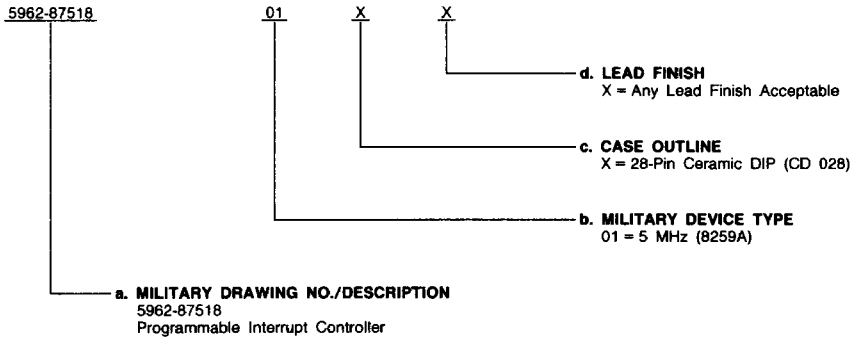 5962-87518 01 X X
d. LEAD FINISH
X = Any Lead Finish Acceptable
c. CASE OUTLINE
X = 28-Pin Ceramic DIP (CD 028)
b. MILITARY DEVICE TYPE
01 = 5 MHz (8259A)
a. MILITARY DRAWING NO./DESCRIPTION
5962-87518
Programmable Interrupt Controller